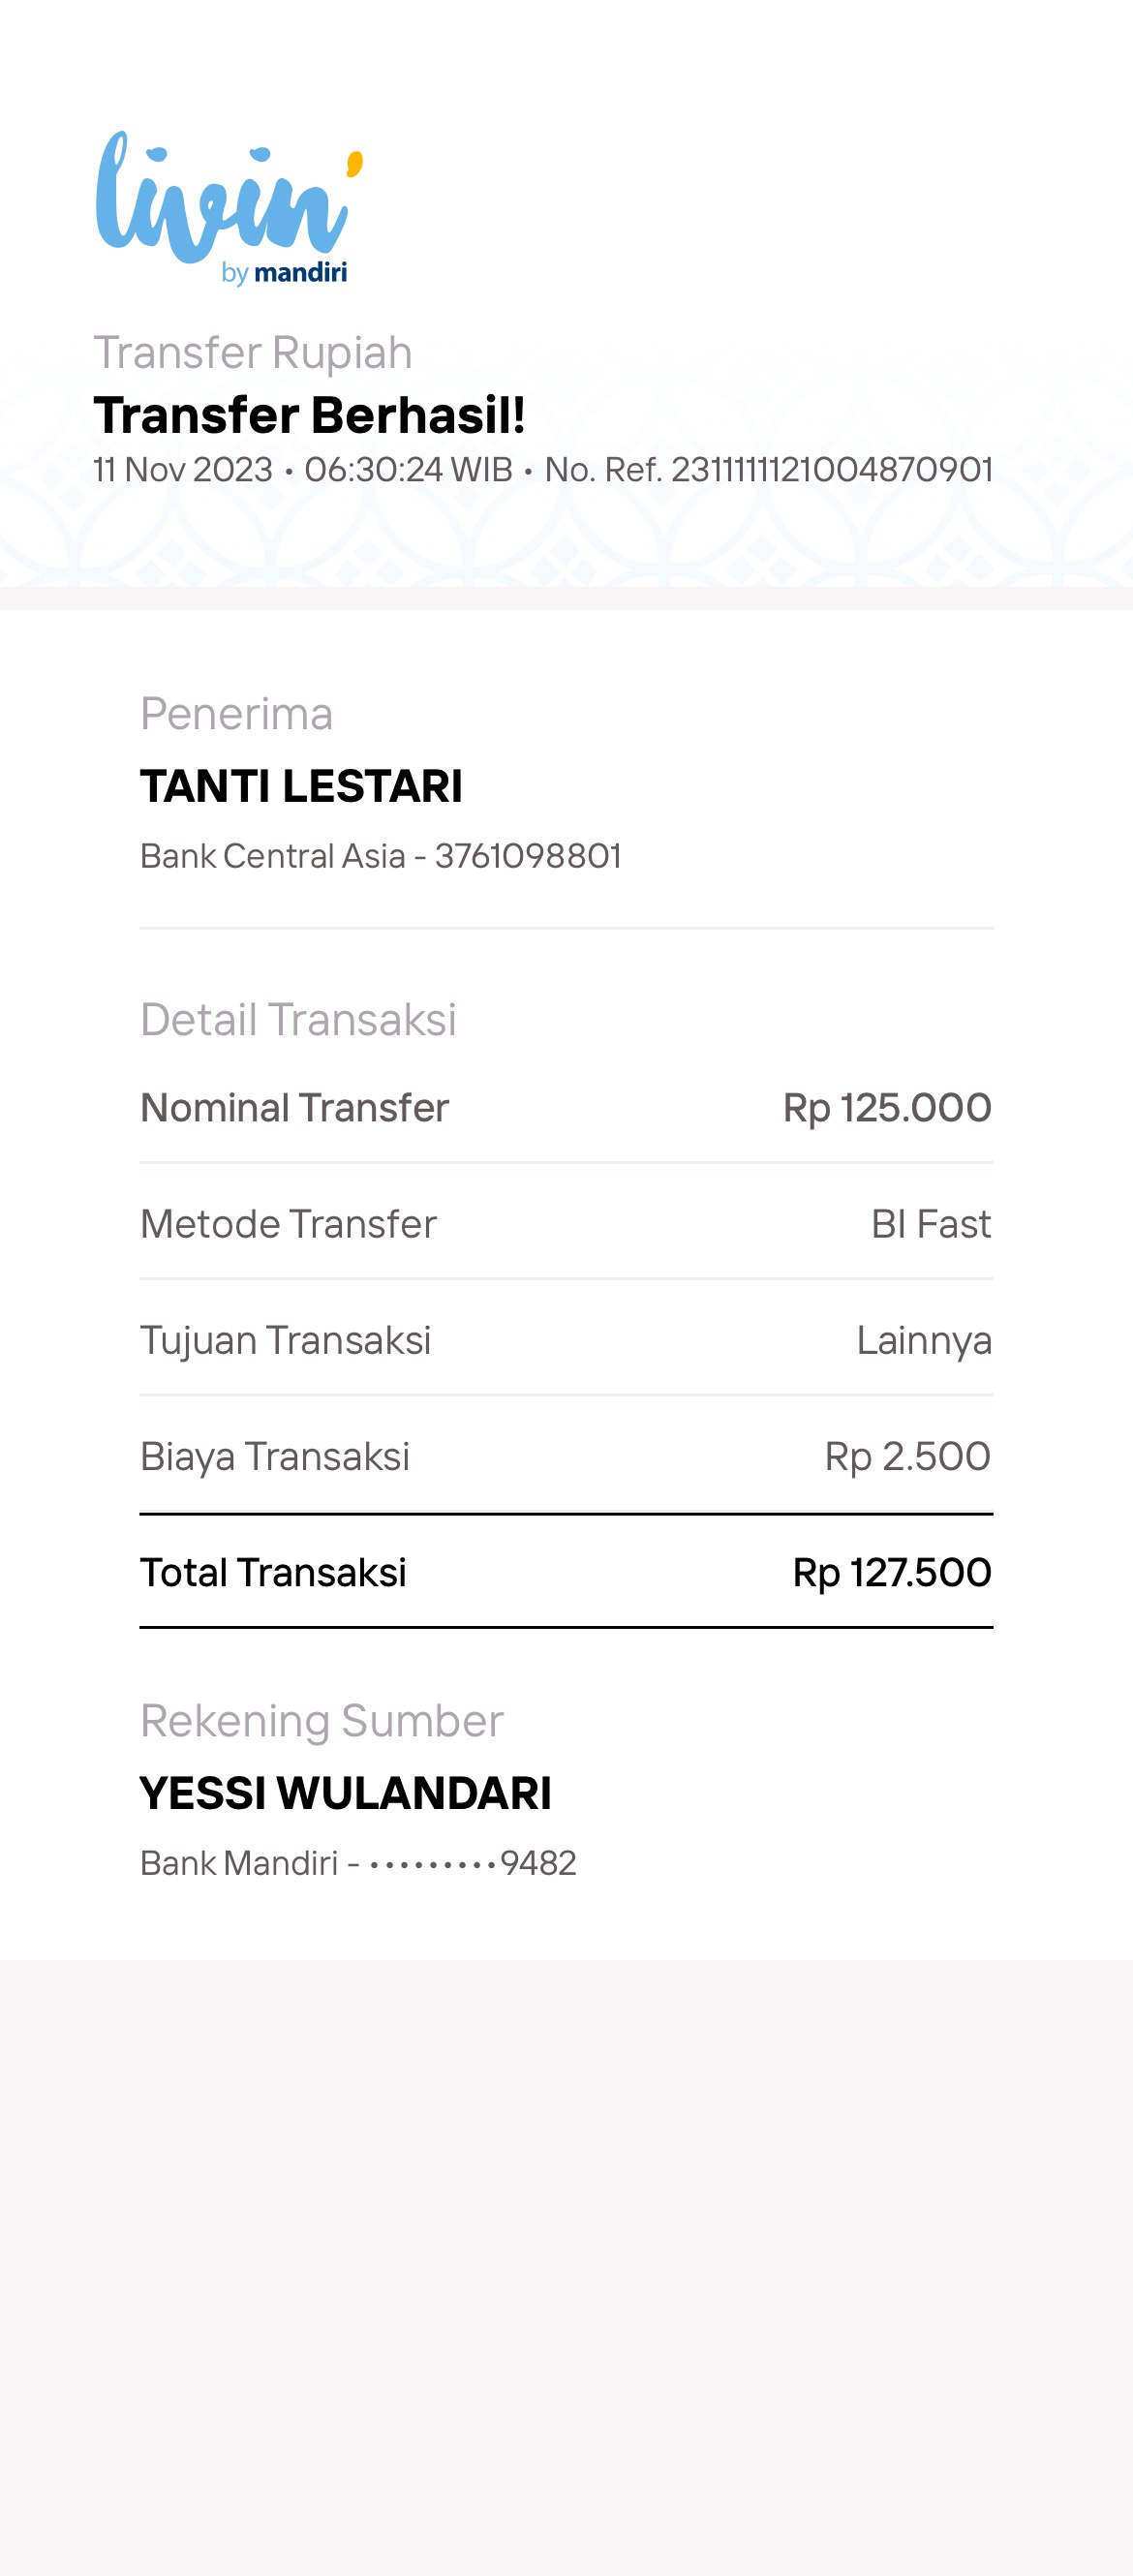 livin'
by mandiri
Transfer Rupiah
Transfer Berhasil!
11 Nov 2023 • 06:30:24 WIB • No. Ref. 2311111121004870901
Penerima
TANTI LESTARI
Bank Central Asia - 3761098801
Detail Transaksi
Nominal Transfer Rp 125.000
Metode Transfer BI Fast
Tujuan Transaksi Lainnya
Biaya Transaksi Rp 2.500
Total Transaksi Rp 127.500
Rekening Sumber
YESSI WULANDARI
Bank Mandiri - •••••••••9482